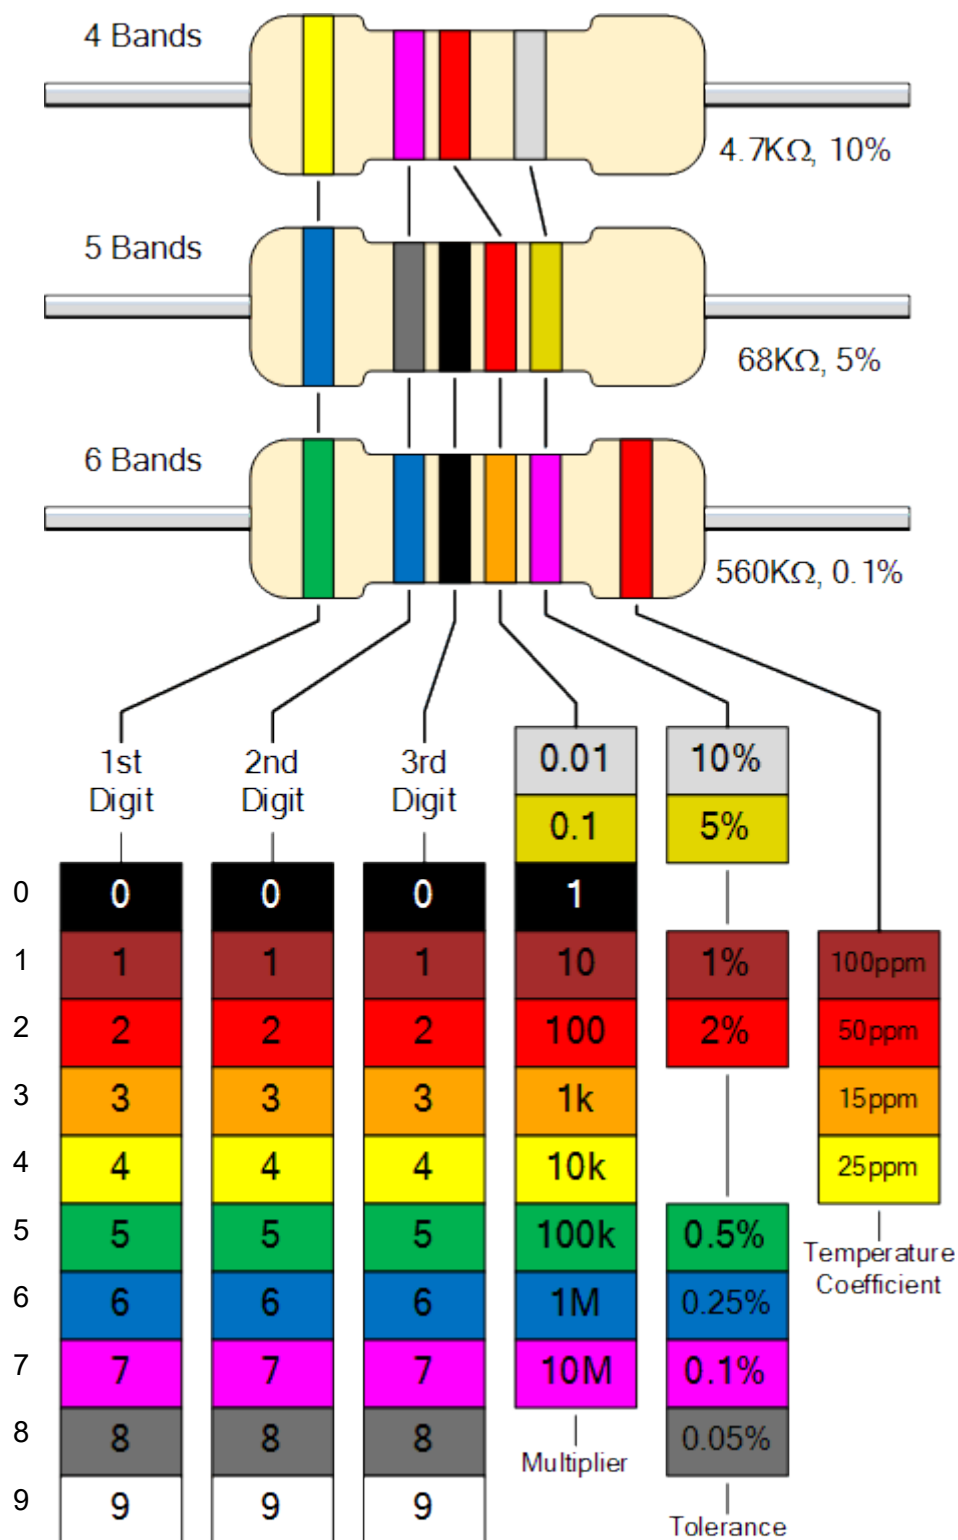 4 Bands
4.7KΩ, 10%
5 Bands
68KΩ, 5%
6 Bands
560KΩ, 0.1%
1st Digit
2nd Digit
3rd Digit
0.01 10%
0.1 5%
0 0 0 0 1
1 1 1 1 10 1% 100ppm
2 2 2 2 100 2% 50ppm
3 3 3 3 1k 15ppm
4 4 4 4 10k 25ppm
5 5 5 5 100k 0.5%
Temperature
Coefficient
6 6 6 6 1M 0.25%
7 7 7 7 10M 0.1%
8 8 8 8 0.05%
Multiplier
9 9 9 9
Tolerance